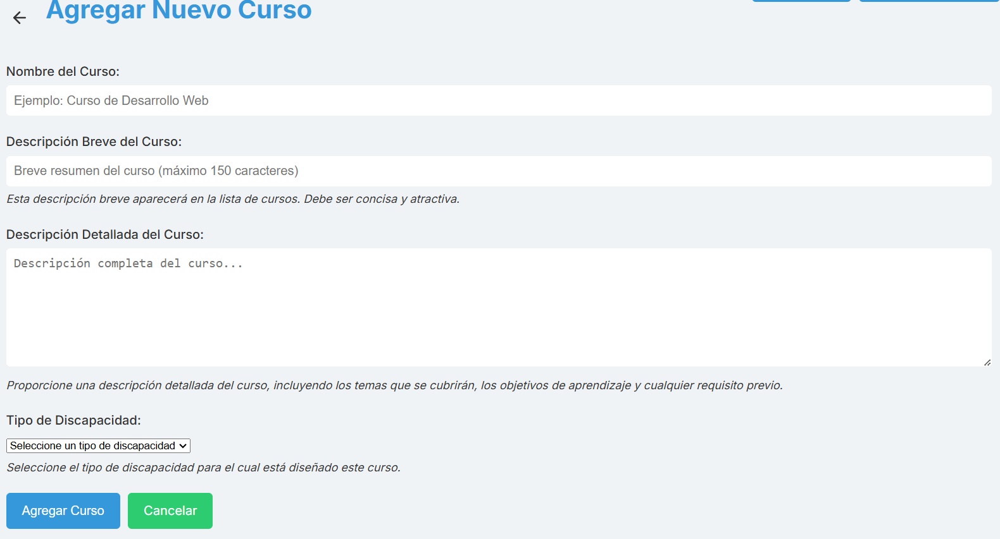 Agregar Nuevo Curso
Nombre del Curso:
Ejemplo: Curso de Desarrollo Web
Descripción Breve del Curso:
Breve resumen del curso (máximo 150 caracteres)
Esta descripción breve aparecerá en la lista de cursos. Debe ser concisa y atractiva.
Descripción Detallada del Curso:
Descripción completa del curso...
Proporcione una descripción detallada del curso, incluyendo los temas que se cubrirán, los objetivos de aprendizaje y cualquier requisito previo.
Tipo de Discapacidad:
Seleccione un tipo de discapacidad
Seleccione el tipo de discapacidad para el cual está diseñado este curso.
Agregar Curso Cancelar